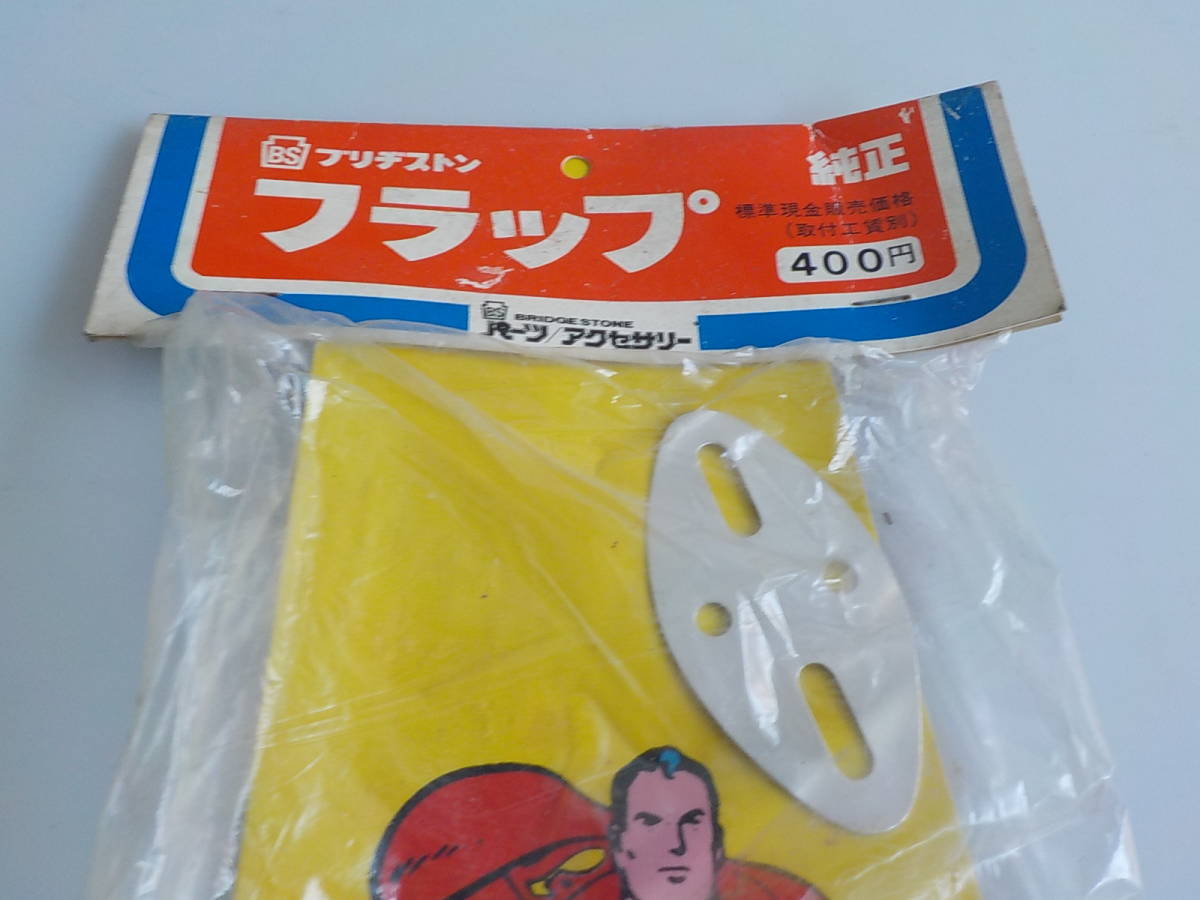 BS ブリヂストン
フラップ
純正
標準現金販売価格
(取付工賃別)
400円
BS BRIDGESTONE
パーツ/アクセサリー